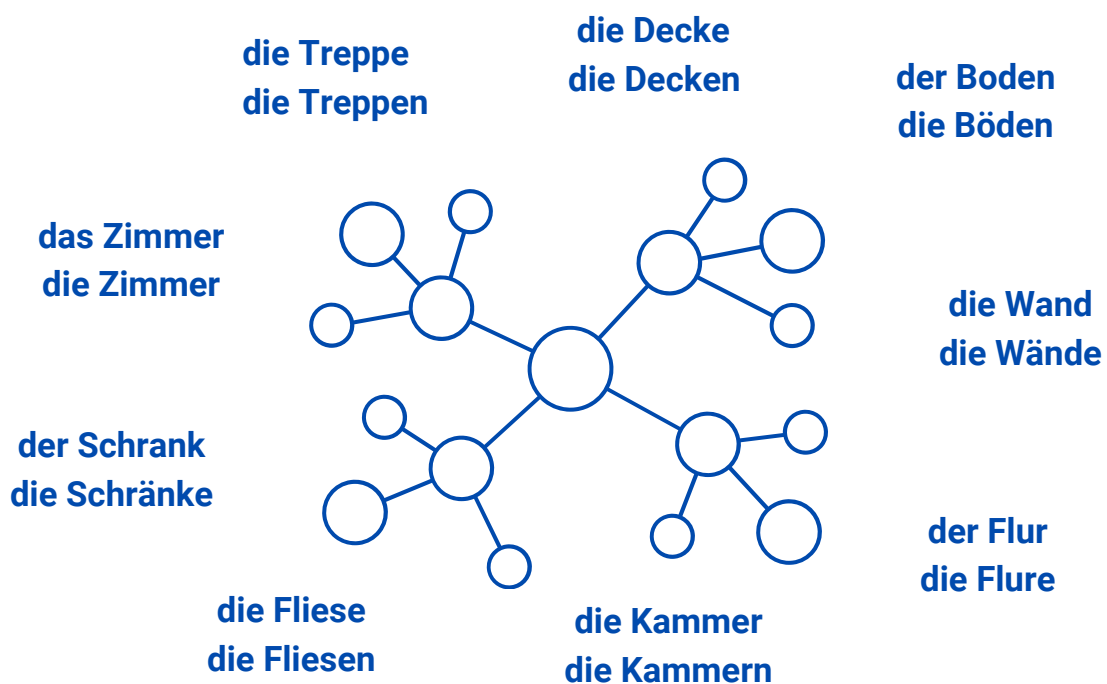 die Treppe
die Treppen
die Decke
die Decken
der Boden
die Böden
das Zimmer
die Zimmer
die Wand
die Wände
der Schrank
die Schränke
der Flur
die Flure
die Fliese
die Fliesen
die Kammer
die Kammern